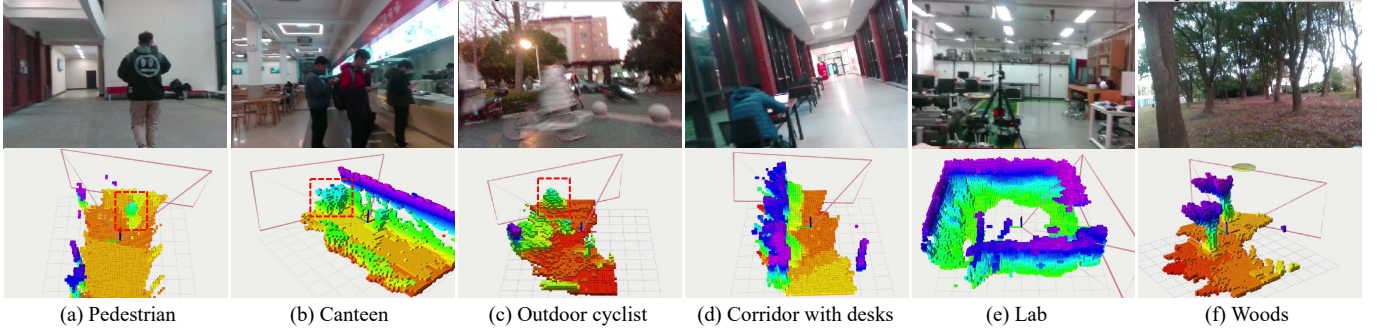 (a) Pedestrian
(b) Canteen
(c) Outdoor cyclist
(d) Corridor with desks
(e) Lab
(f) Woods